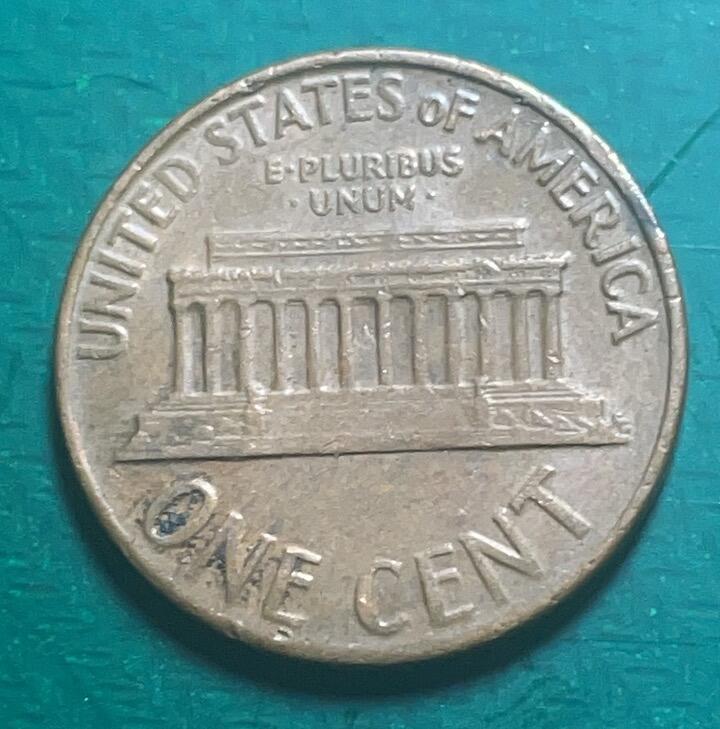 UNITED STATES oF AMERICA
E·PLURIBUS
·UNUM·
ONE CENT